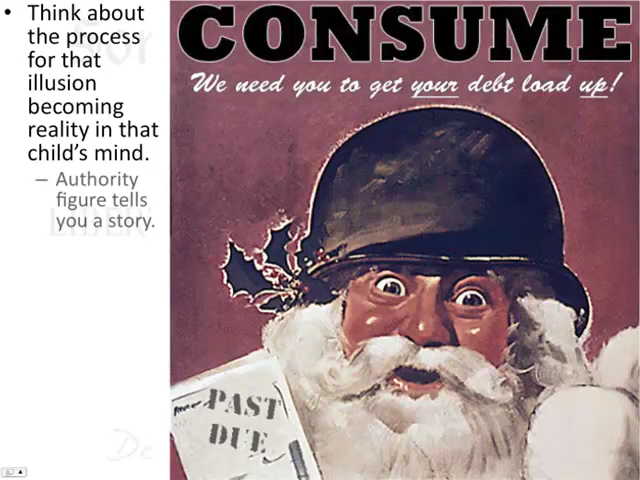 • Think about
the process
for that
illusion
becoming
reality in that
child's mind.
– Authority
figure tells
you a story.
CONSUME
We need you to get your debt load up!
PAST
DUE